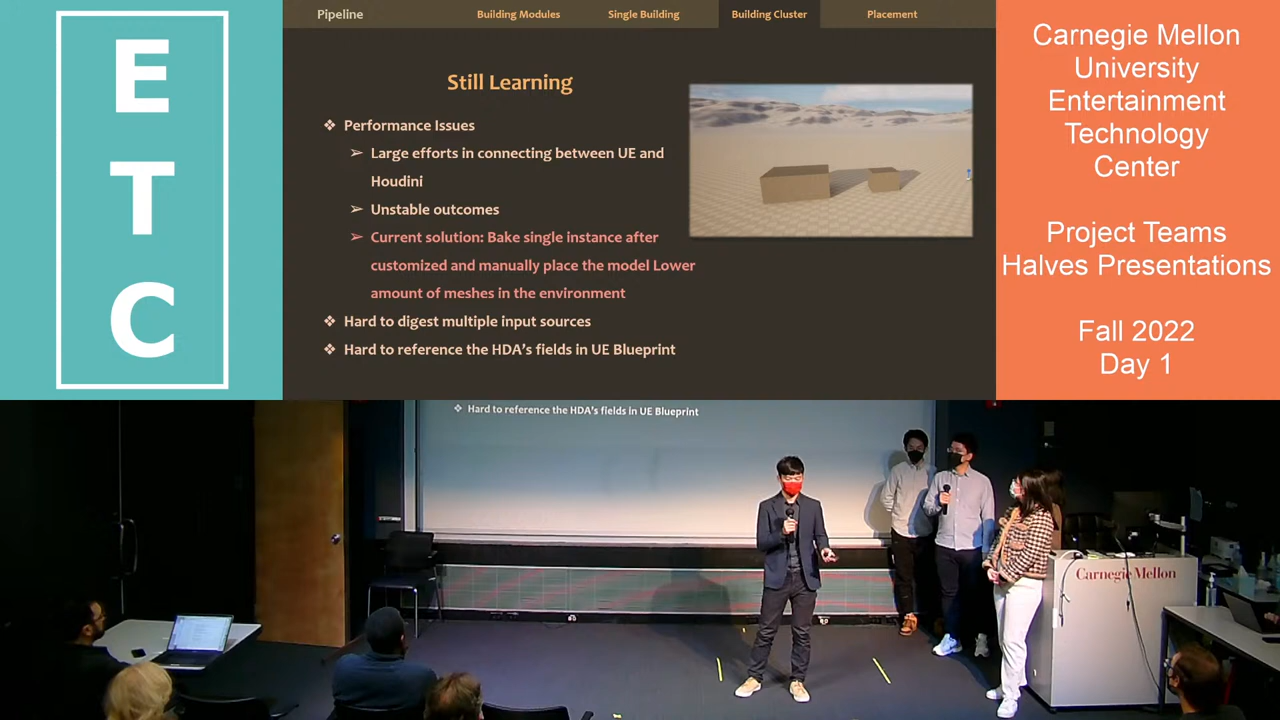 E
T
C
Pipeline
Building Modules
Single Building
Building Cluster
Placement
Still Learning
❖ Performance Issues
➢ Large efforts in connecting between UE and
Houdini
➢ Unstable outcomes
➢ Current solution: Bake single instance after
customized and manually place the model Lower
amount of meshes in the environment
❖ Hard to digest multiple input sources
❖ Hard to reference the HDA's fields in UE Blueprint
Carnegie Mellon
University
Entertainment
Technology
Center
Project Teams
Halves Presentations
Fall 2022
Day 1
❖ Hard to reference the HDA's fields in UE Blueprint
Carnegie Mellon